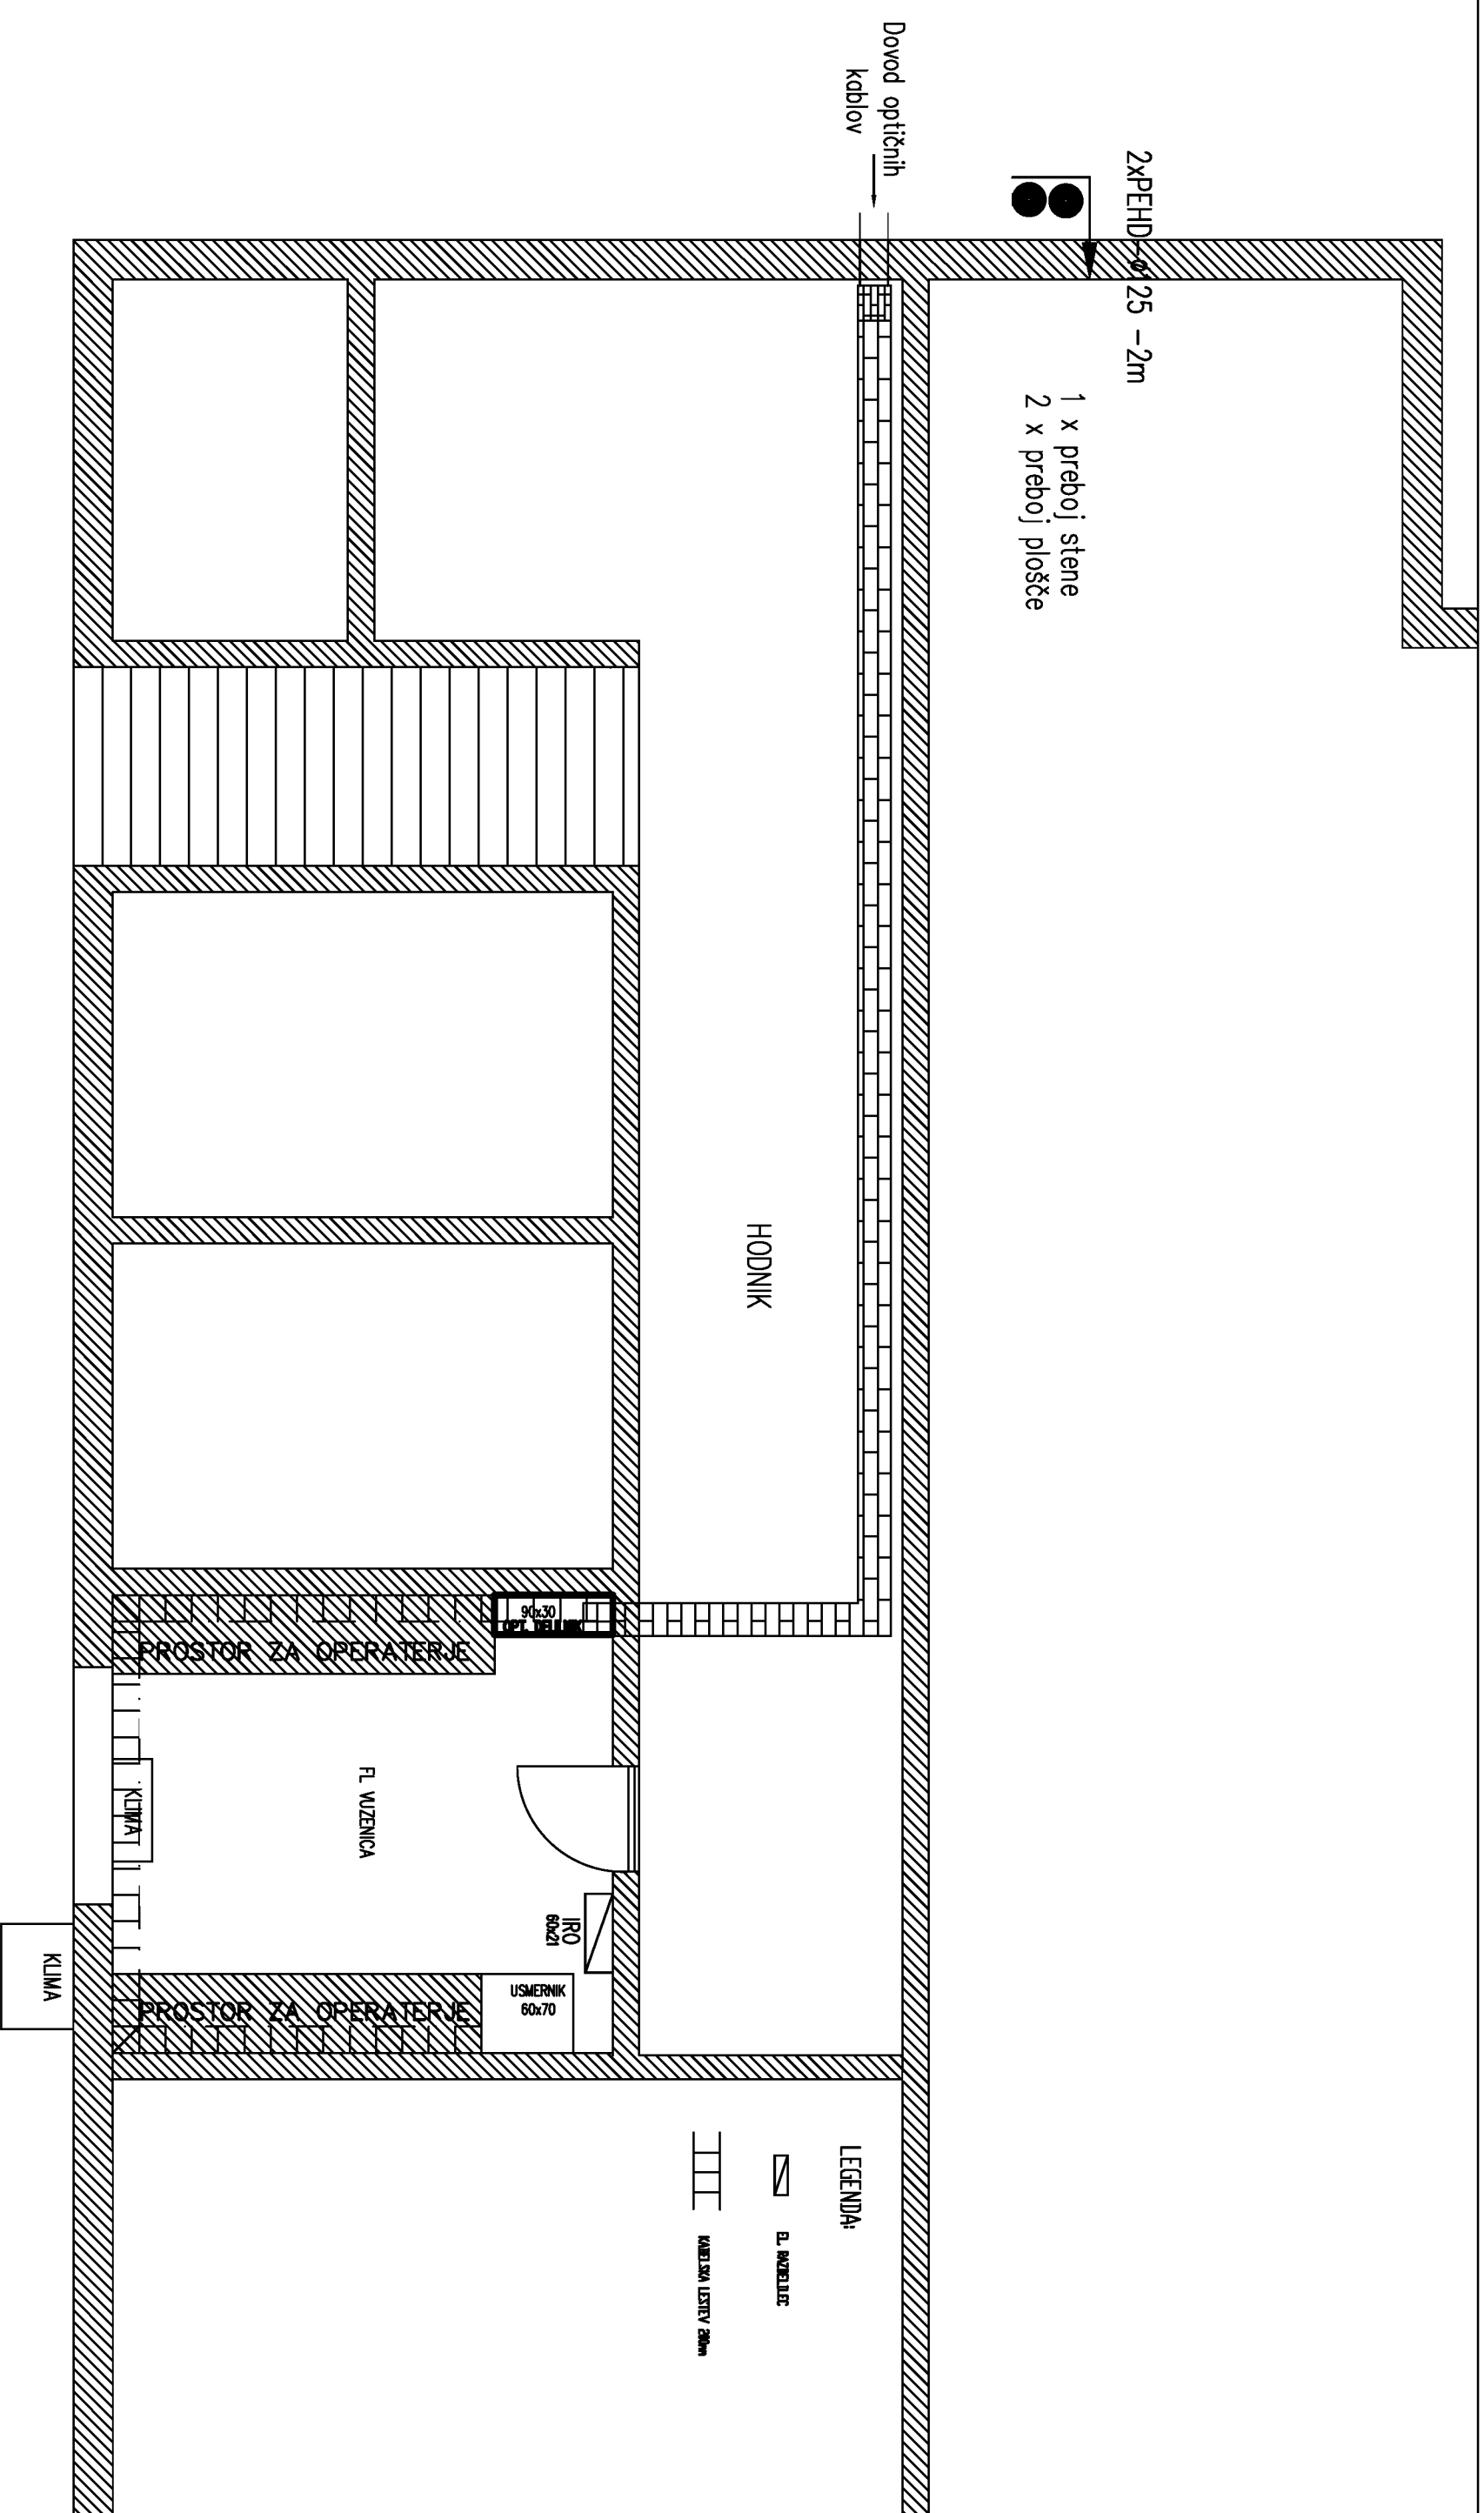 Dovod optičnih
kablov
2xPEHD-ø125 -2m
1 x preboj stene
2 x preboj plošče
HODNIK
90x30
OPT. DELILNIK
PROSTOR ZA OPERATERJE
KLIMA
FL VUZENICA
IRO
60x21
USMERNIK
60x70
PROSTOR ZA OPERATERJE
KLIMA
LEGENDA:
EL. RAZDELILEC
KABELSKA LESTEV 200mm